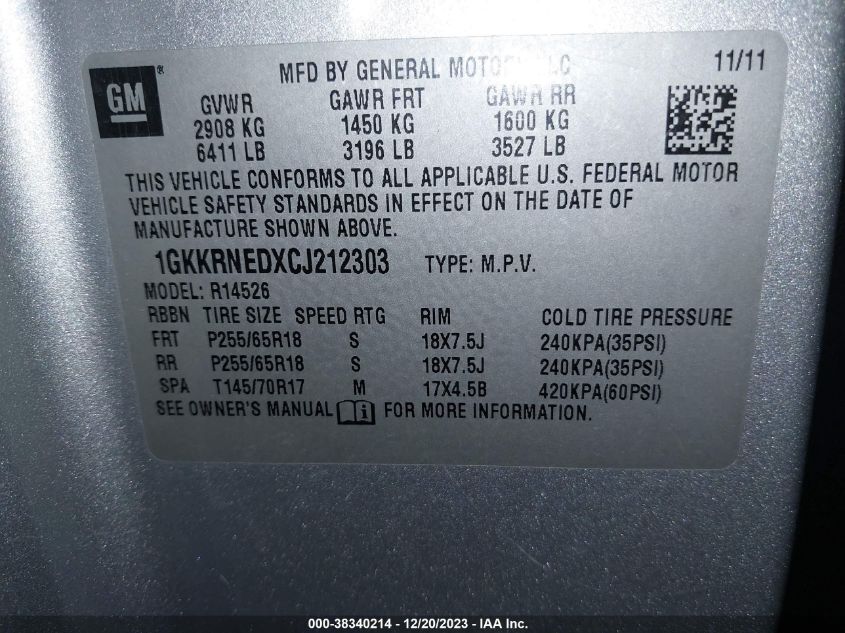 MFD BY GENERAL MOTORS LLC 11/11
GM®
GVWR GAWR FRT GAWR RR
2908 KG 1450 KG 1600 KG
6411 LB 3196 LB 3527 LB
THIS VEHICLE CONFORMS TO ALL APPLICABLE U.S. FEDERAL MOTOR
VEHICLE SAFETY STANDARDS IN EFFECT ON THE DATE OF
MANUFACTURE SHOWN ABOVE.
1GKKRNEDXCJ212303 TYPE: M.P.V.
MODEL: R14526
RBBN TIRE SIZE SPEED RTG RIM COLD TIRE PRESSURE
FRT P255/65R18 S 18X7.5J 240KPA(35PSI)
RR P255/65R18 S 18X7.5J 240KPA(35PSI)
SPA T145/70R17 M 17X4.5B 420KPA(60PSI)
SEE OWNER'S MANUAL i FOR MORE INFORMATION.
000-38340214 - 12/20/2023 - IAA Inc.